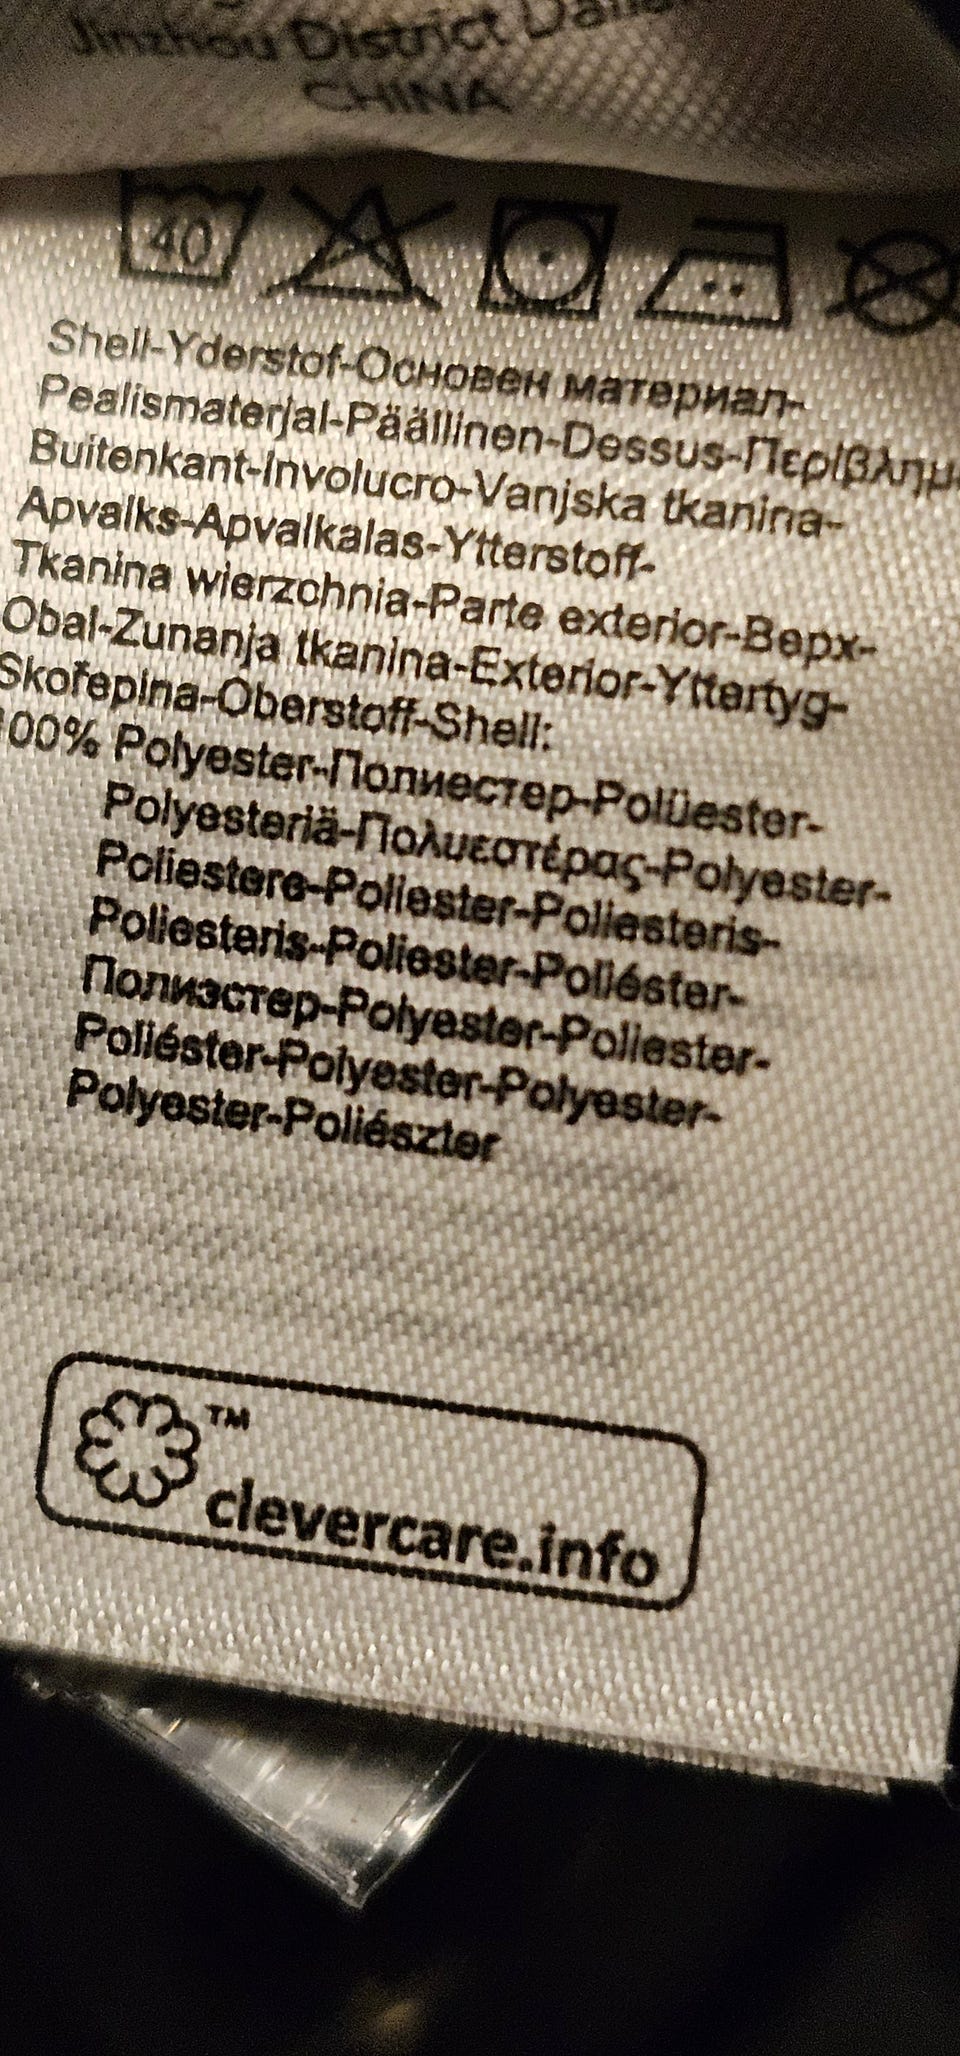 Jinzhou District
CHINA
40
Shell-Yderstof-Основен материал-
Pealismaterjal-Päällinen-Dessus-
Buitenkant-Involucro-Vanjska tkanina-
Apvalks-Apvalkalas-Ytterstoff-
Tkanina wierzchnia-Parte exterior-Верх-
Obal-Zunanja tkanina-Exterior-Yttertyg-
Skořepina-Oberstoff-Shell:
100% Polyester-Полиестер-Polüester-
Polyesteriä-Πολυεστέρας-Polyester-
Poliestere-Poliester-Poliesteris-
Poliesteris-Poliester-Poliéster-
Полиэстер-Polyester-Poliester-
Poliéster-Polyester-Polyester-
Polyester-Poliészter
TM
clevercare.info